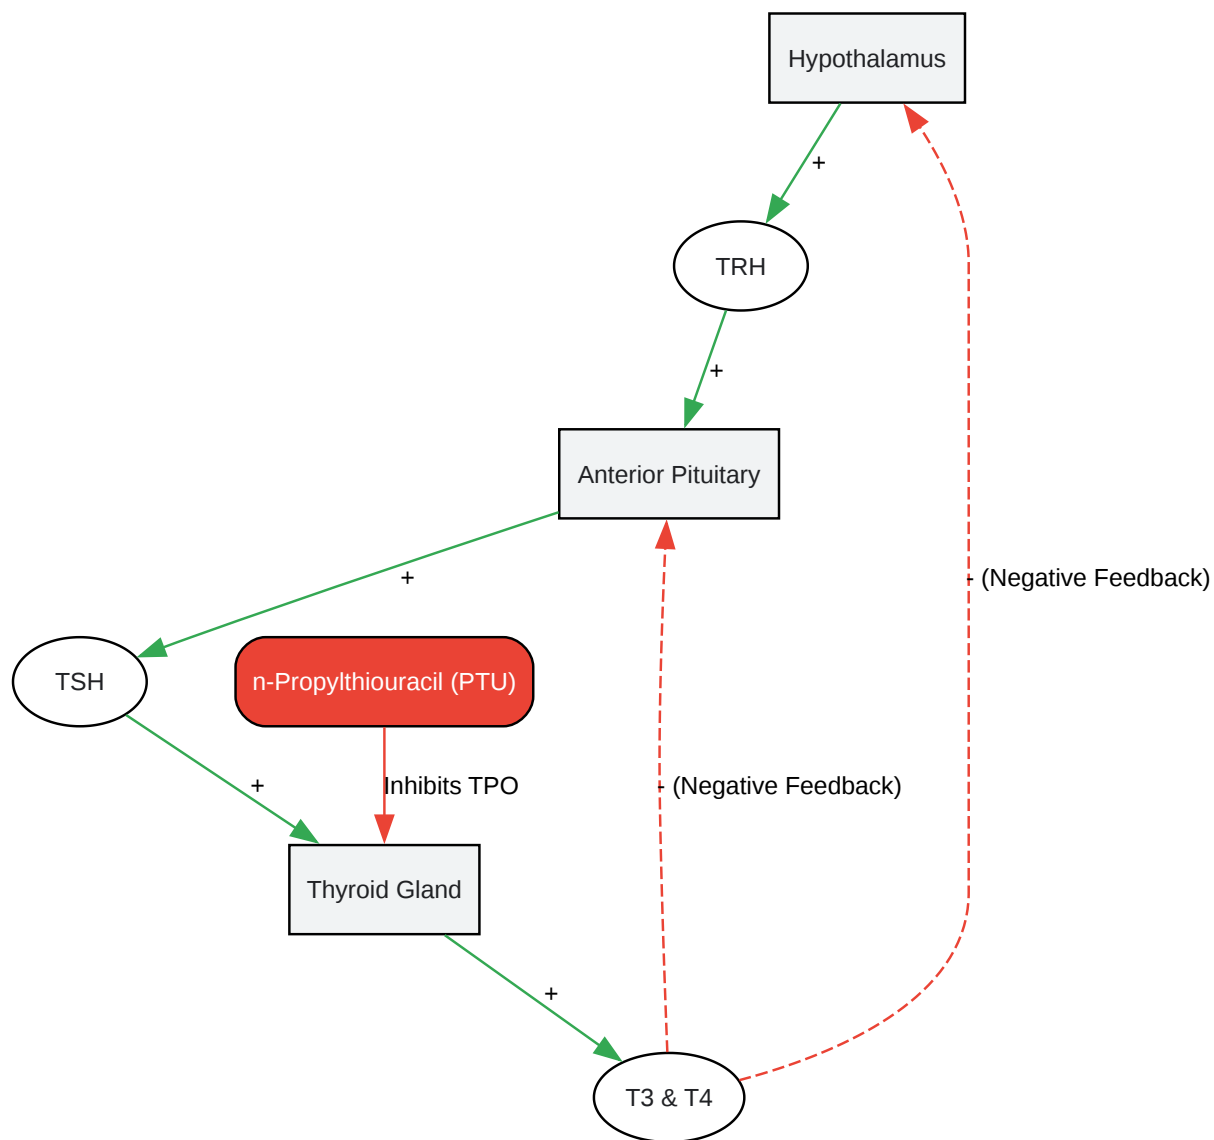 Hypothalamus
+
TRH
+
Anterior Pituitary
+
- (Negative Feedback)
TSH
n-Propylthiouracil (PTU)
+
Inhibits TPO
- (Negative Feedback)
Thyroid Gland
+
T3 & T4